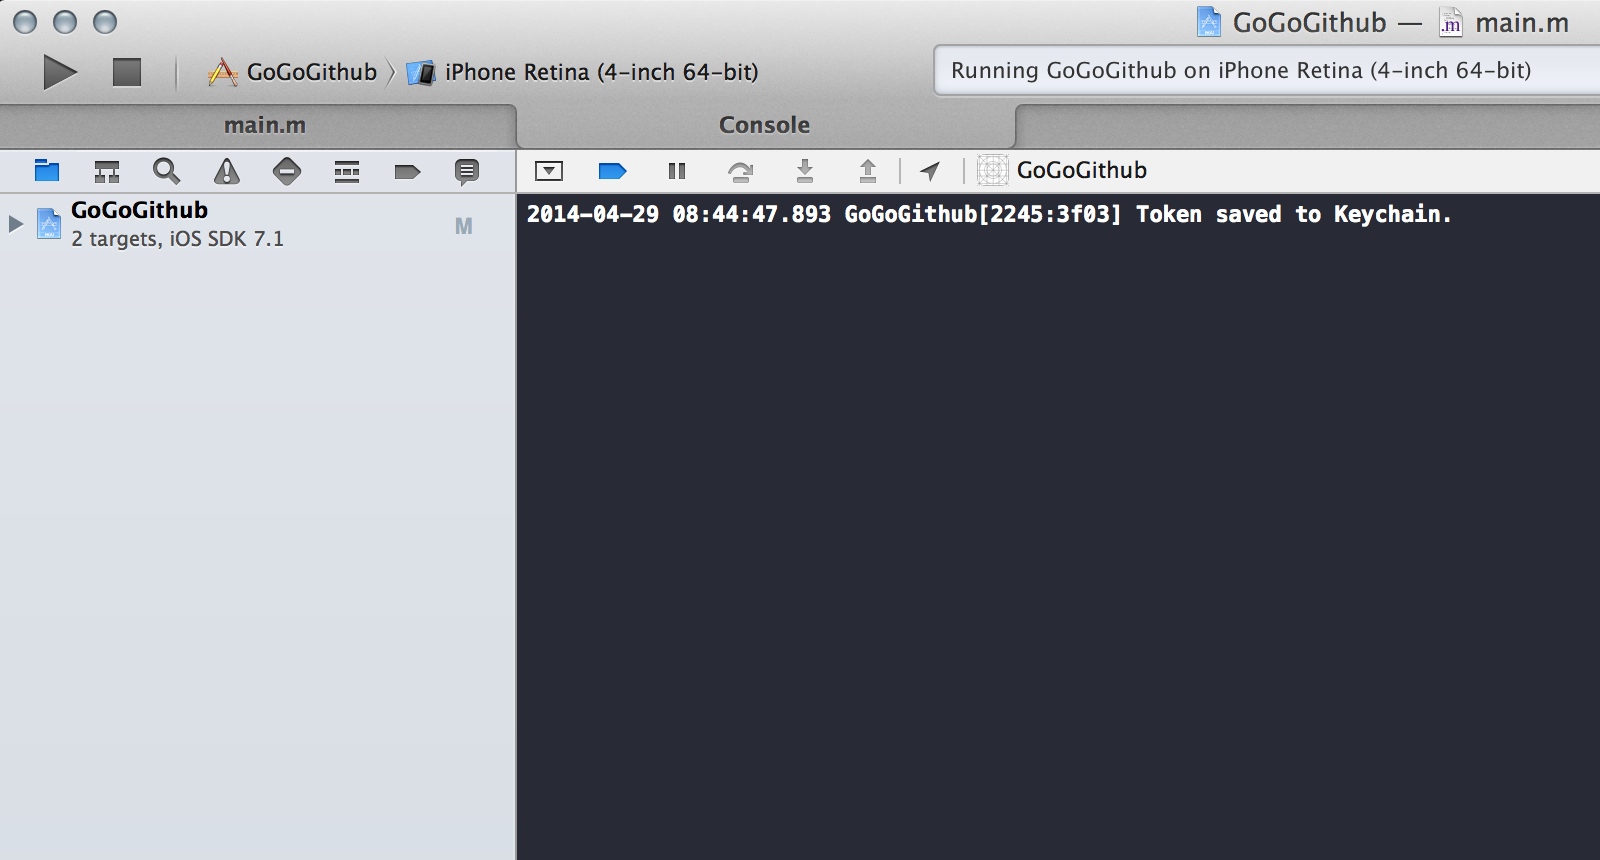 GoGoGithub — main.m
GoGoGithub iPhone Retina (4-inch 64-bit)
Running GoGoGithub on iPhone Retina (4-inch 64-bit)
main.m
Console
GoGoGithub
GoGoGithub
2 targets, iOS SDK 7.1
M
2014-04-29 08:44:47.893 GoGoGithub[2245:3f03] Token saved to Keychain.